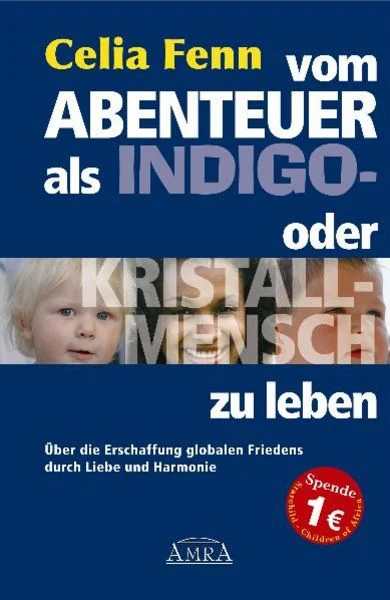 Celia Fenn vom
ABENTEUER
als INDIGO-
oder
KRISTALL-
MENSCH
zu leben
Über die Erschaffung globalen Friedens
durch Liebe und Harmonie
Spende
1 €
Starchild – Children of Africa
AMRA